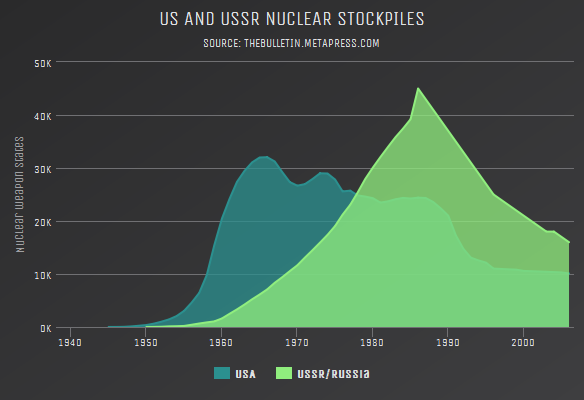 US AND USSR NUCLEAR STOCKPILES
SOURCE: THEBULLETIN.METAPRESS.COM
Nuclear weapon states
50K
40K
30K
20K
10K
0K
1940 1950 1960 1970 1980 1990 2000
USA USSR/Russia